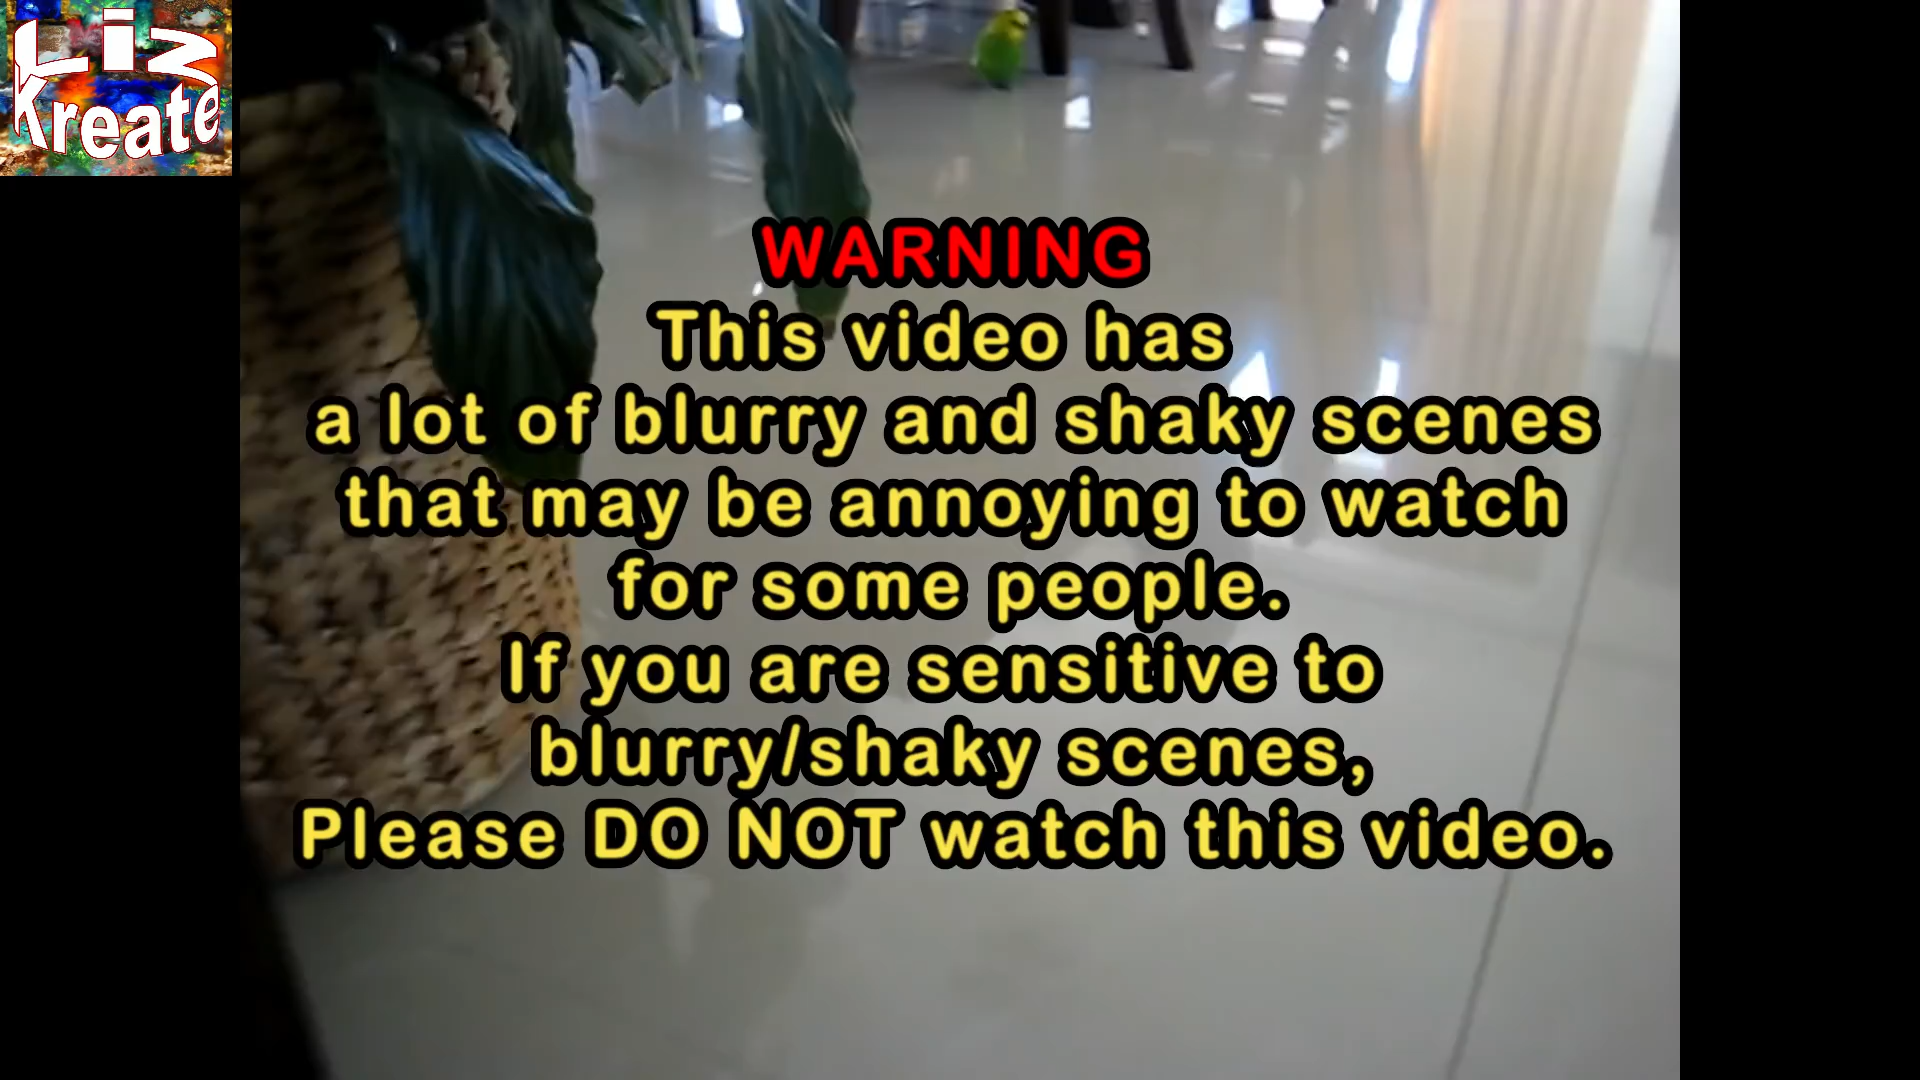 Liz
Kreate
WARNING
This video has
a lot of blurry and shaky scenes
that may be annoying to watch
for some people.
If you are sensitive to
blurry/shaky scenes,
Please DO NOT watch this video.